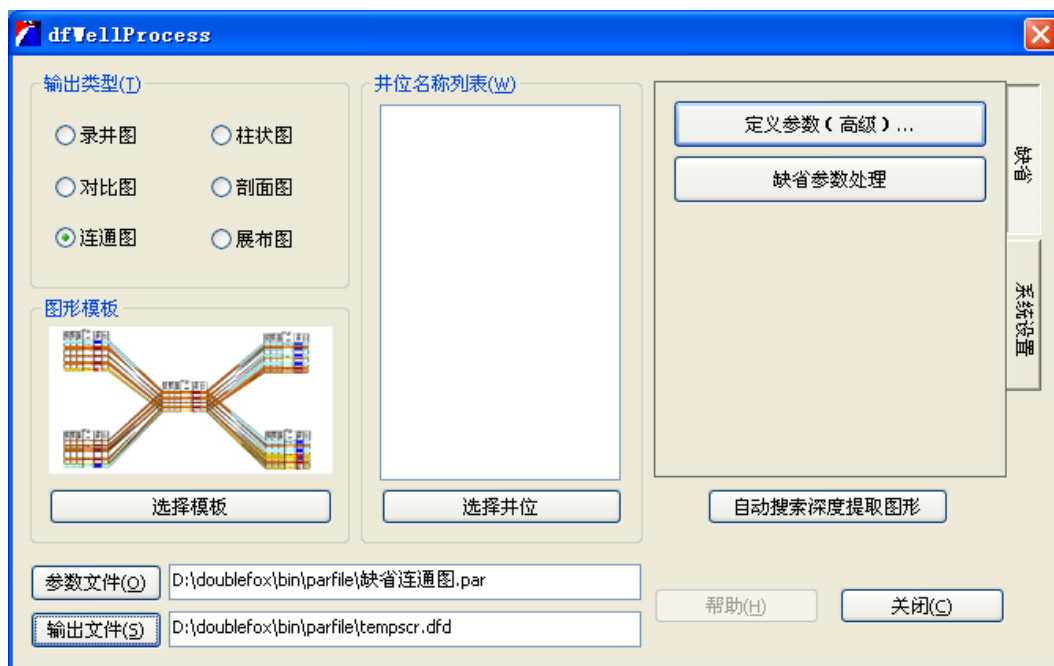 dfWellProcess
输出类型(T)
录井图
柱状图
对比图
剖面图
连通图
展布图
图形模板
选择模板
井位名称列表(W)
选择井位
定义参数(高级)...
缺省参数处理
缺省
系统设置
自动搜索深度提取图形
参数文件(O)
D:\doublefox\bin\parfile\缺省连通图.par
输出文件(S)
D:\doublefox\bin\parfile\tempscr.dfd
帮助(H)
关闭(C)